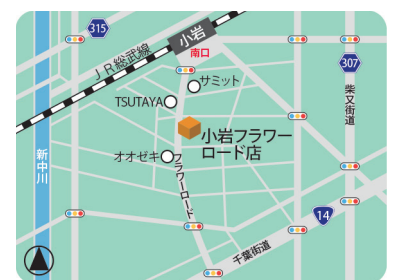 315
小岩
JR総武線
南口
307
サミット
TSUTAYA
柴又街道
小岩フラワー
ロード店
新中川
オオゼキ
フラワーロード
14
千葉街道